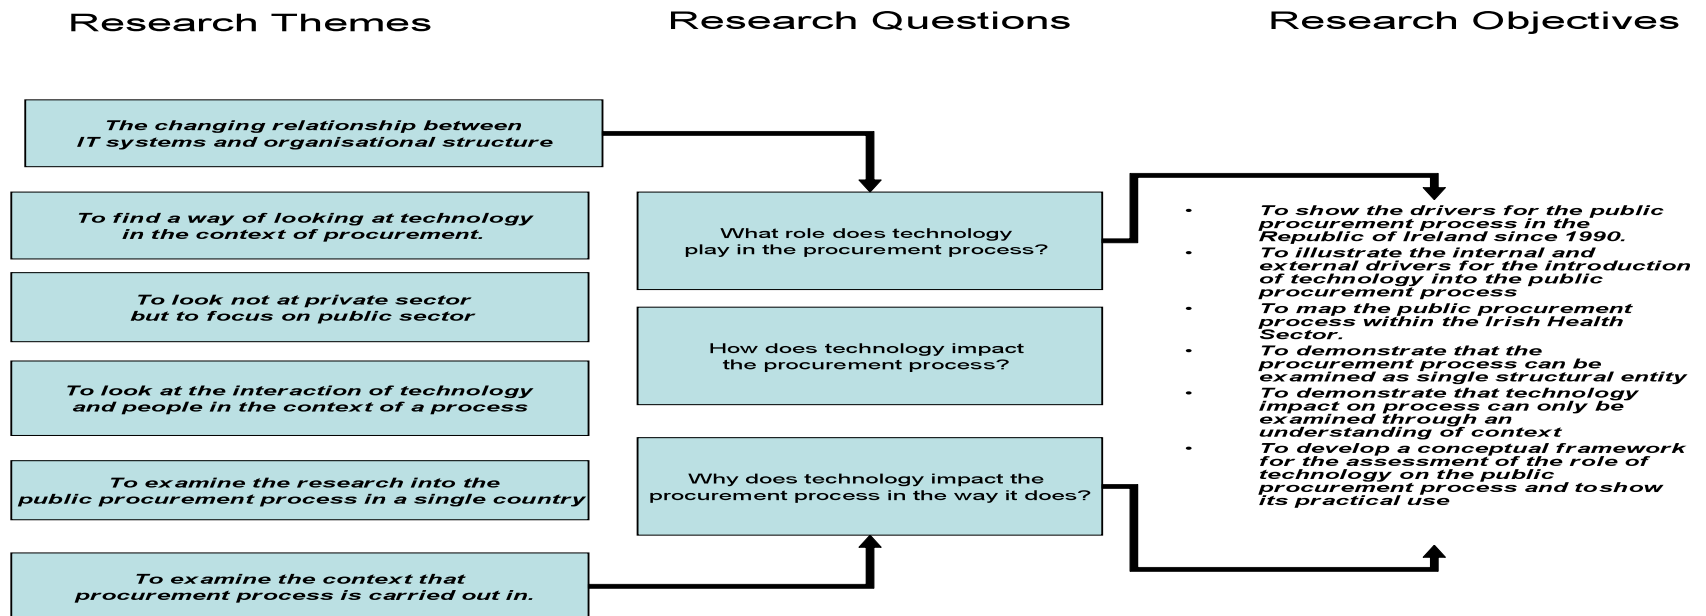 Research Themes
Research Questions
Research Objectives
The changing relationship between
IT systems and organisational structure
To find a way of looking at technology
in the context of procurement.
To look not at private sector
but to focus on public sector
To look at the interaction of technology
and people in the context of a process
To examine the research into the
public procurement process in a single country
To examine the context that
procurement process is carried out in.
What role does technology
play in the procurement process?
How does technology impact
the procurement process?
Why does technology impact the
procurement process in the way it does?
• To show the drivers for the public
procurement process in the
Republic of Ireland since 1990.
• To illustrate the internal and
external drivers for the introduction
of technology into the public
procurement process
• To map the public procurement
process within the Irish Health
Sector.
• To demonstrate that the
procurement process can be
examined as single structural entity
• To demonstrate that technology
impact on process can only be
examined through an
understanding of context
• To develop a conceptual framework
for the assessment of the role of
technology on the public
procurement process and toshow
its practical use